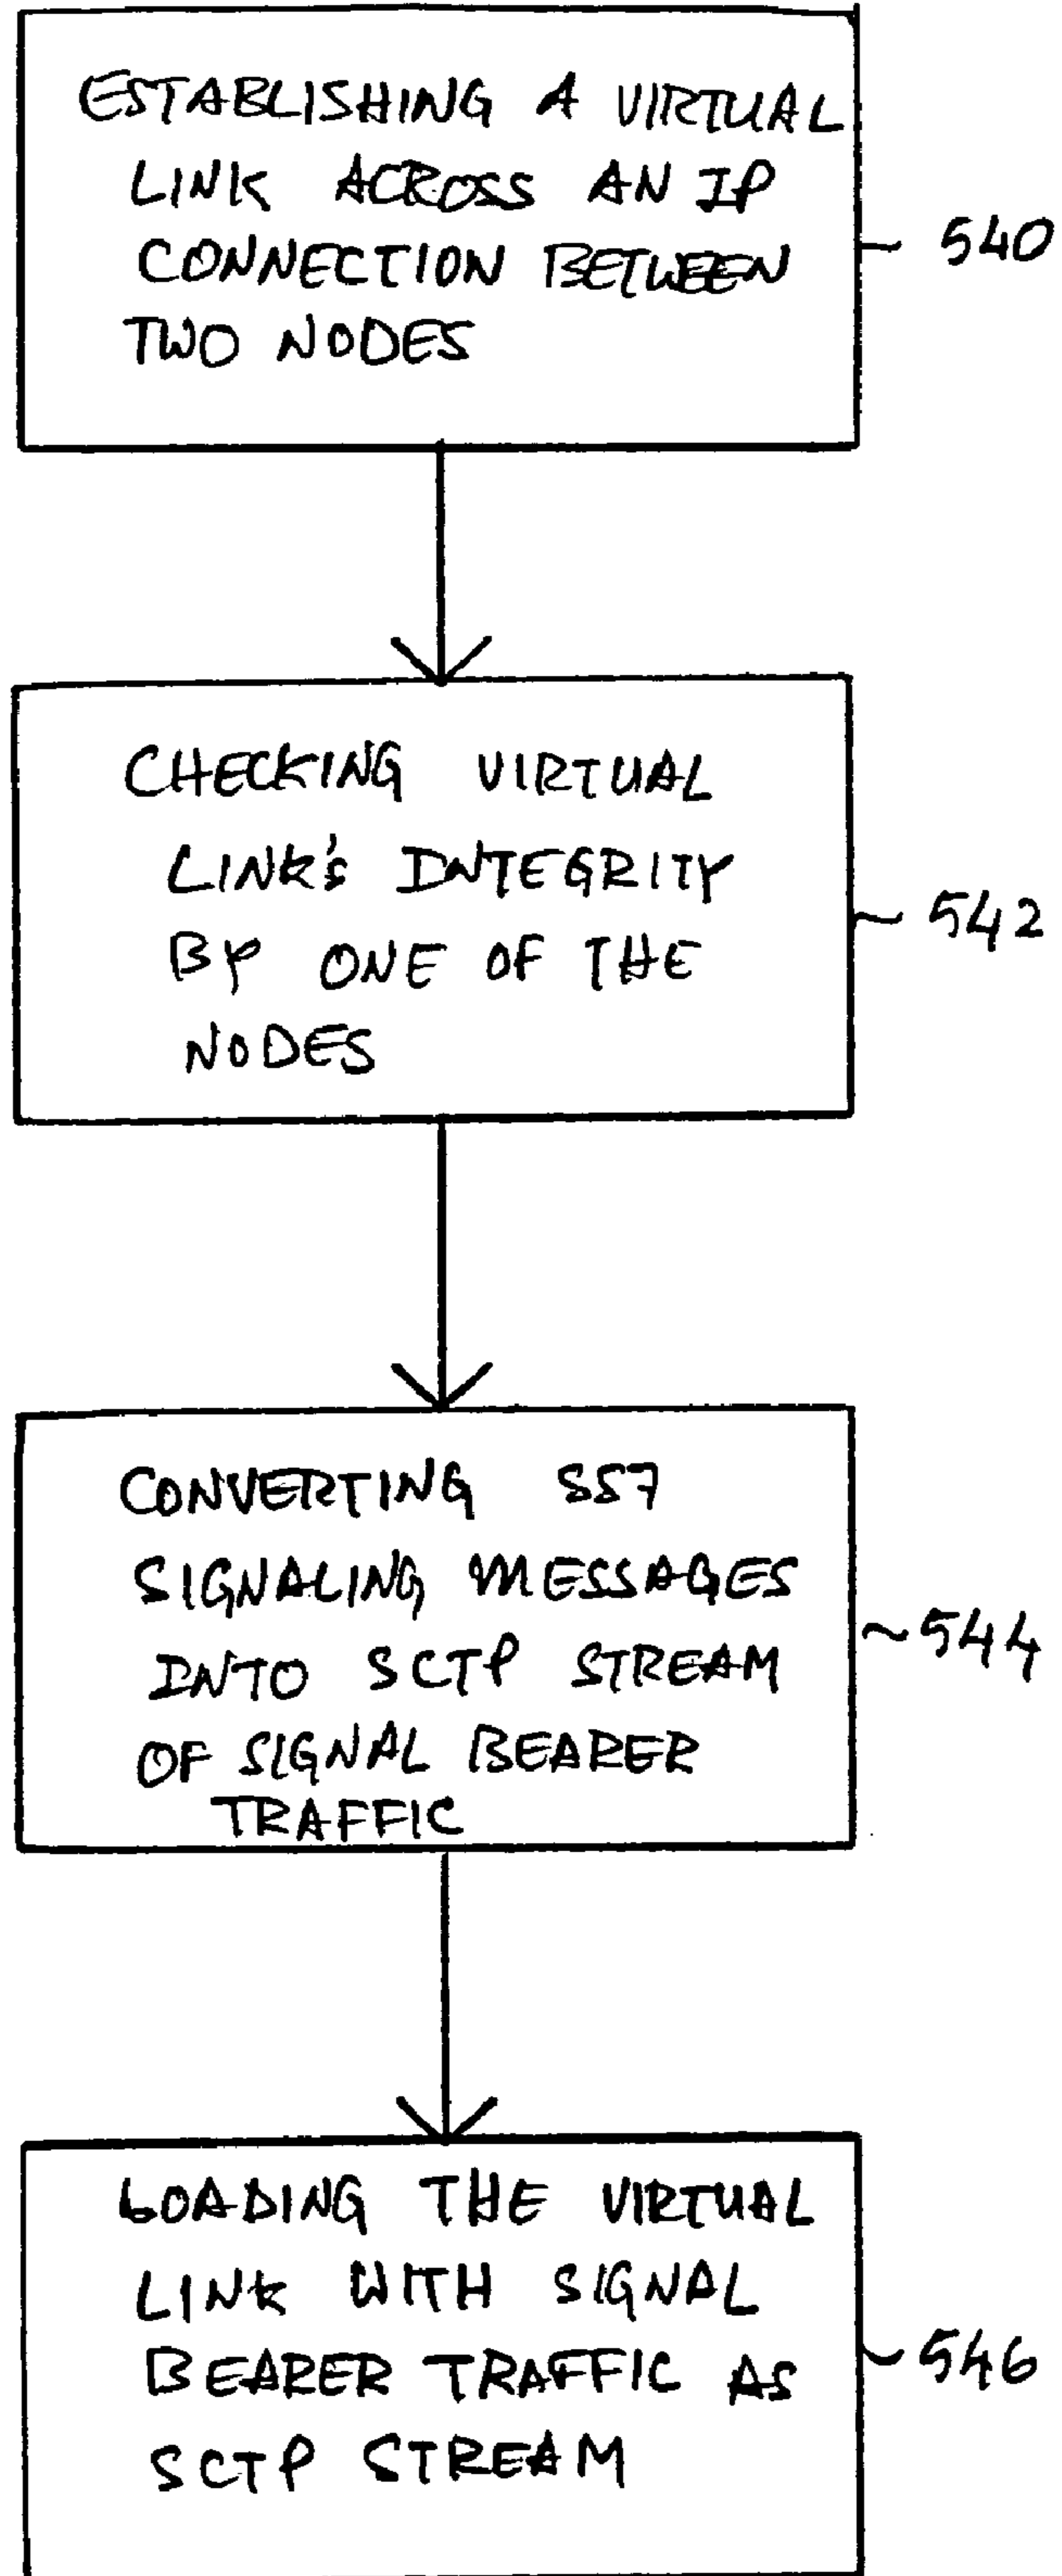 ESTABLISHING A VIRTUAL
LINK ACROSS AN IP
CONNECTION BETWEEN
TWO NODES
540
CHECKING VIRTUAL
LINK'S INTEGRITY
BY ONE OF THE
NODES
542
CONVERTING SS7
SIGNALING MESSAGES
INTO SCTP STREAM
OF SIGNAL BEARER
TRAFFIC
544
LOADING THE VIRTUAL
LINK WITH SIGNAL
BEARER TRAFFIC AS
SCTP STREAM
546